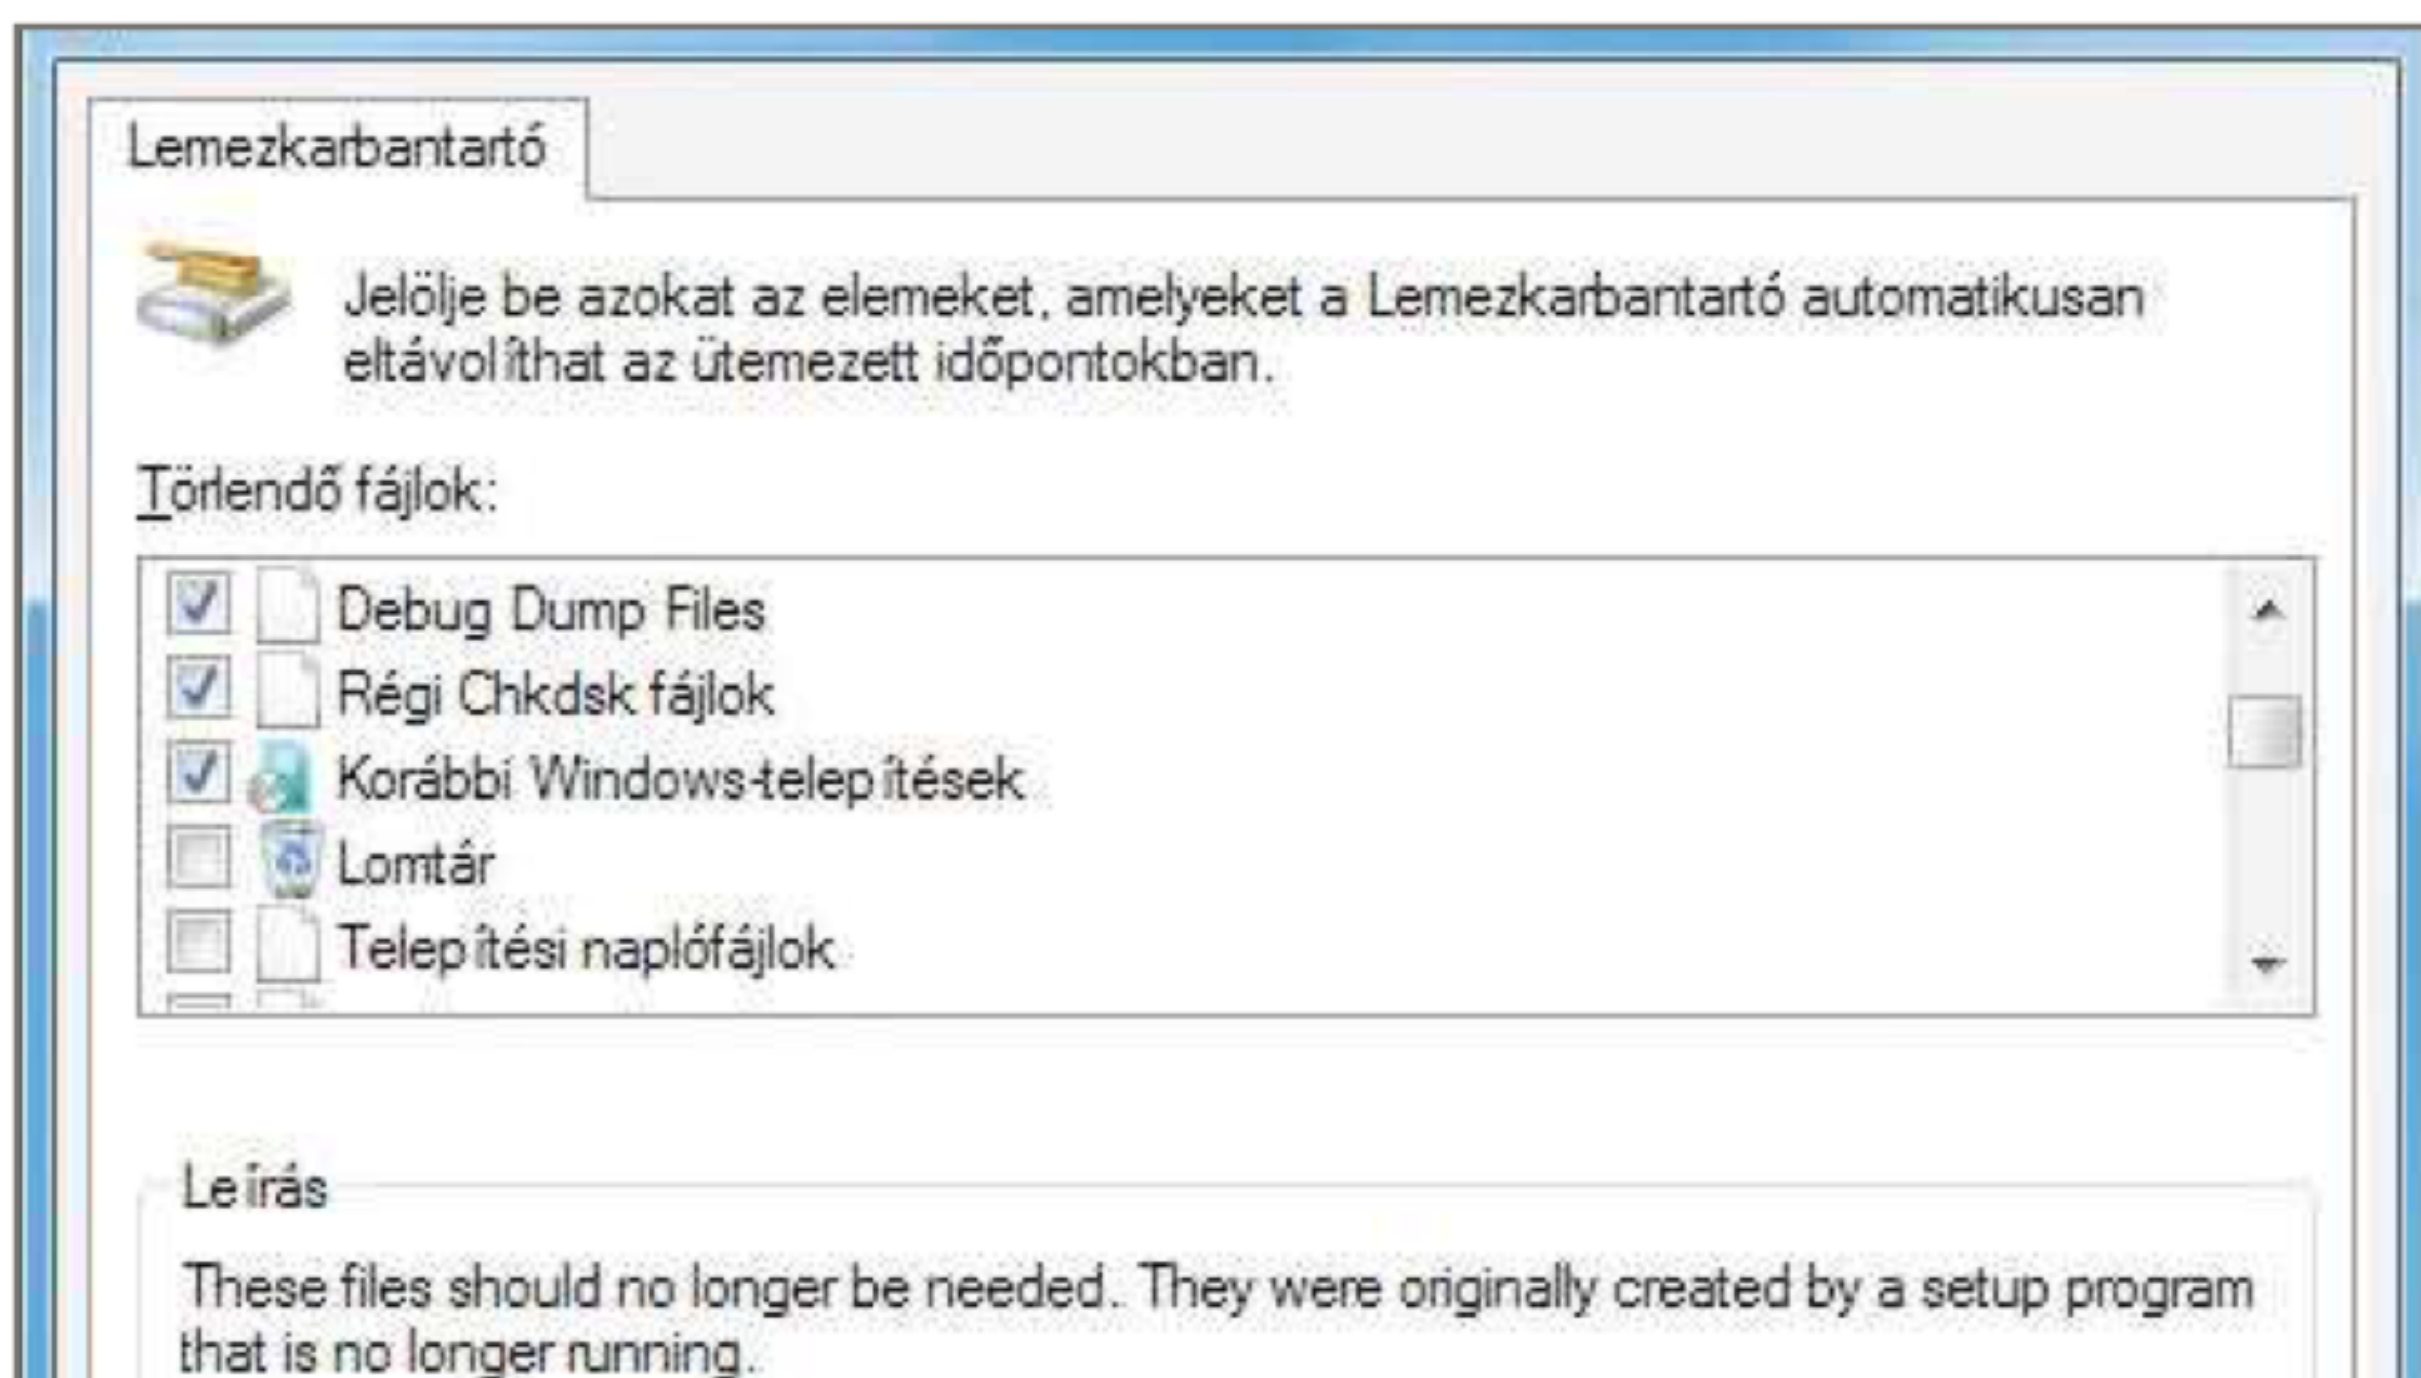 Lemezkarbantartó
Jelölje be azokat az elemeket, amelyeket a Lemezkarbantartó automatikusan
eltávolíthat az ütemezett időpontokban.
Törlendő fájlok:
Debug Dump Files
Régi Chkdsk fájlok
Korábbi Windows-telepítések
Lomtár
Telepítési naplófájlok
Leírás
These files should no longer be needed. They were originally created by a setup program
that is no longer running.